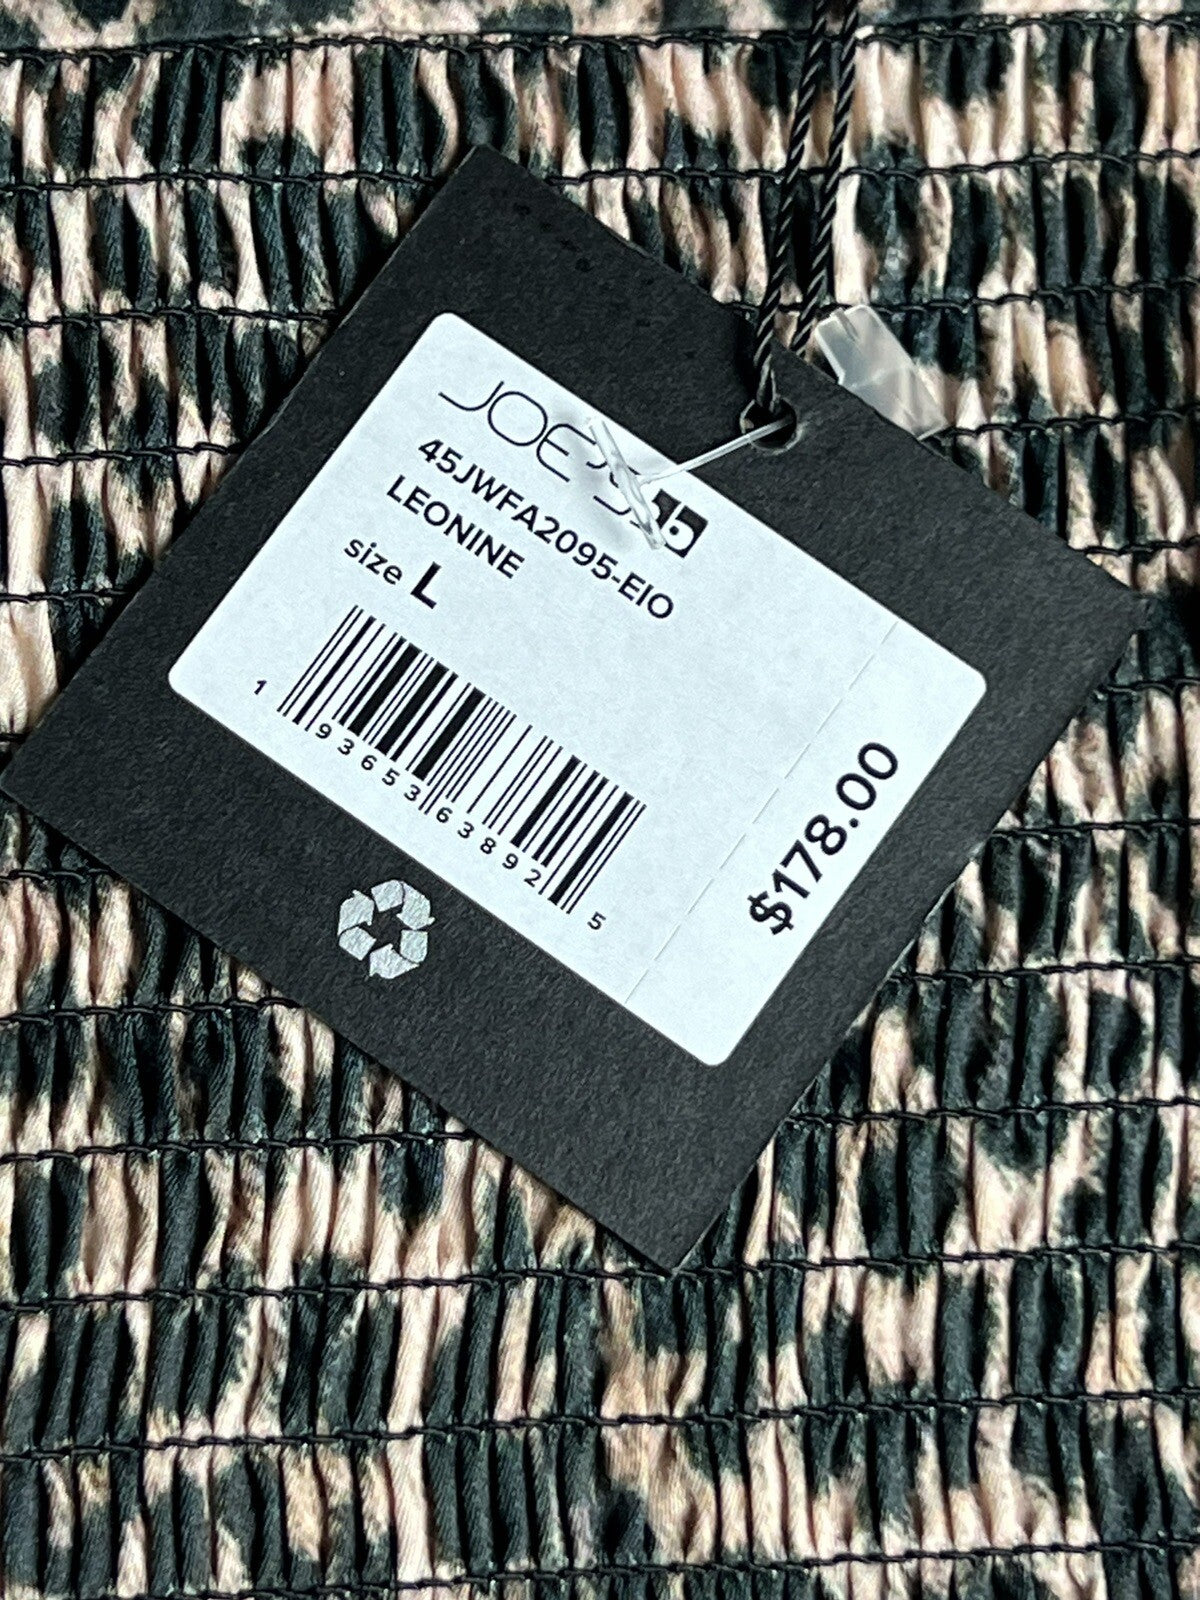 JOE'S
45JWFA2095-EIO
LEONINE
size L
1 93653 63892 5
$178.00